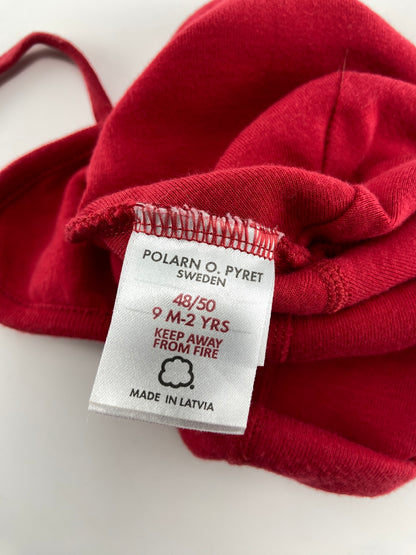 POLARN O. PYRET
SWEDEN
48/50
9 M-2 YRS
KEEP AWAY
FROM FIRE
MADE IN LATVIA